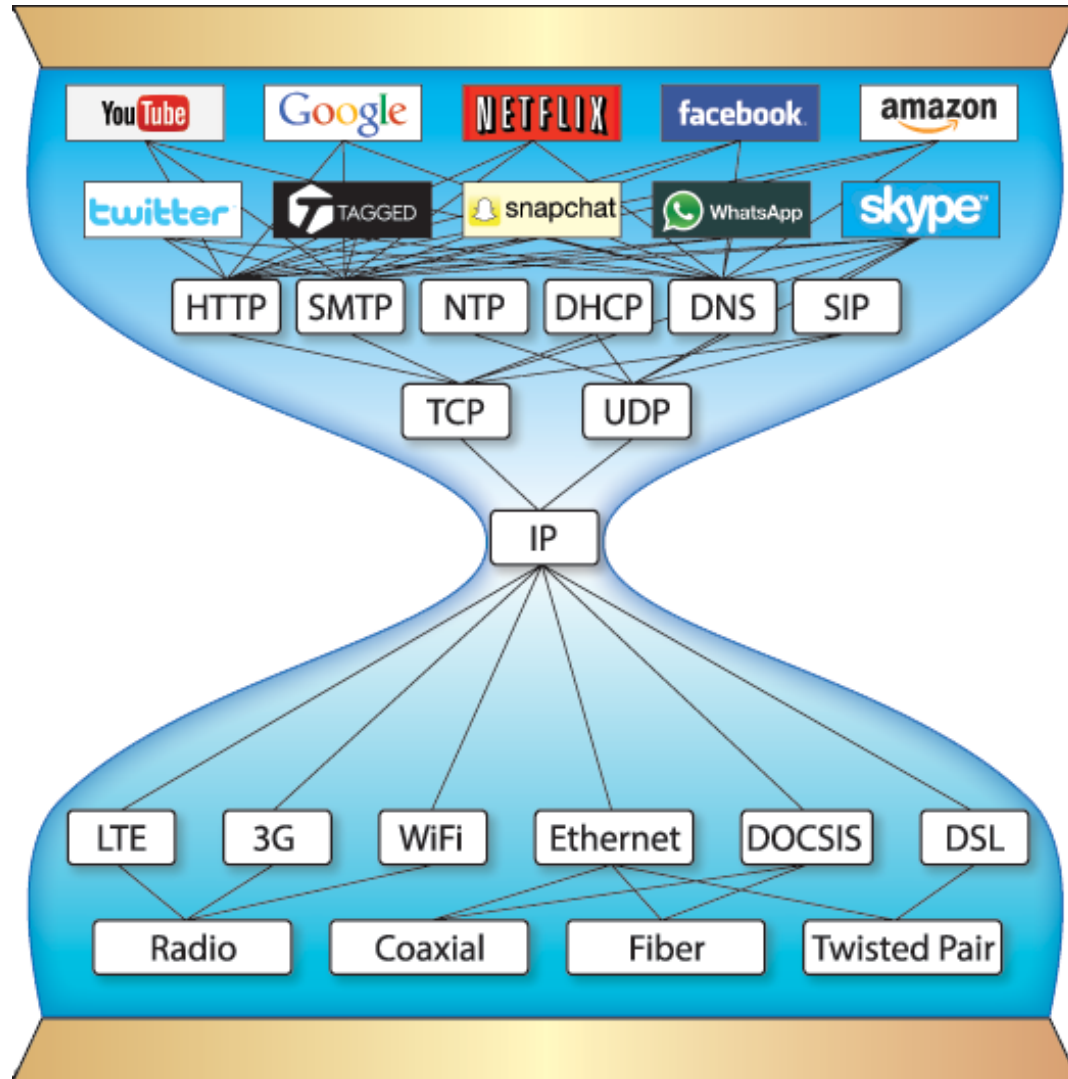 YouTube
Google
NETFLIX
facebook
amazon
twitter
TAGGED
snapchat
WhatsApp
skype™
HTTP
SMTP
NTP
DHCP
DNS
SIP
TCP
UDP
IP
LTE
3G
WiFi
Ethernet
DOCSIS
DSL
Radio
Coaxial
Fiber
Twisted Pair